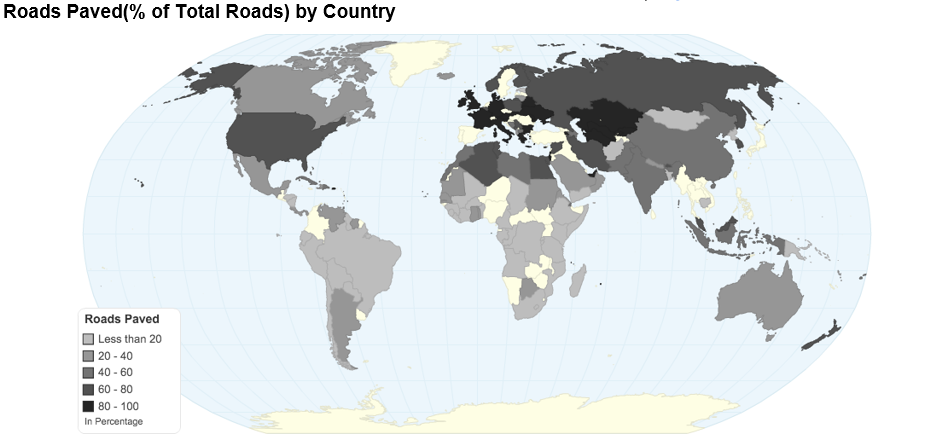 Roads Paved(% of Total Roads) by Country
Roads Paved
Less than 20
20 - 40
40 - 60
60 - 80
80 - 100
In Percentage